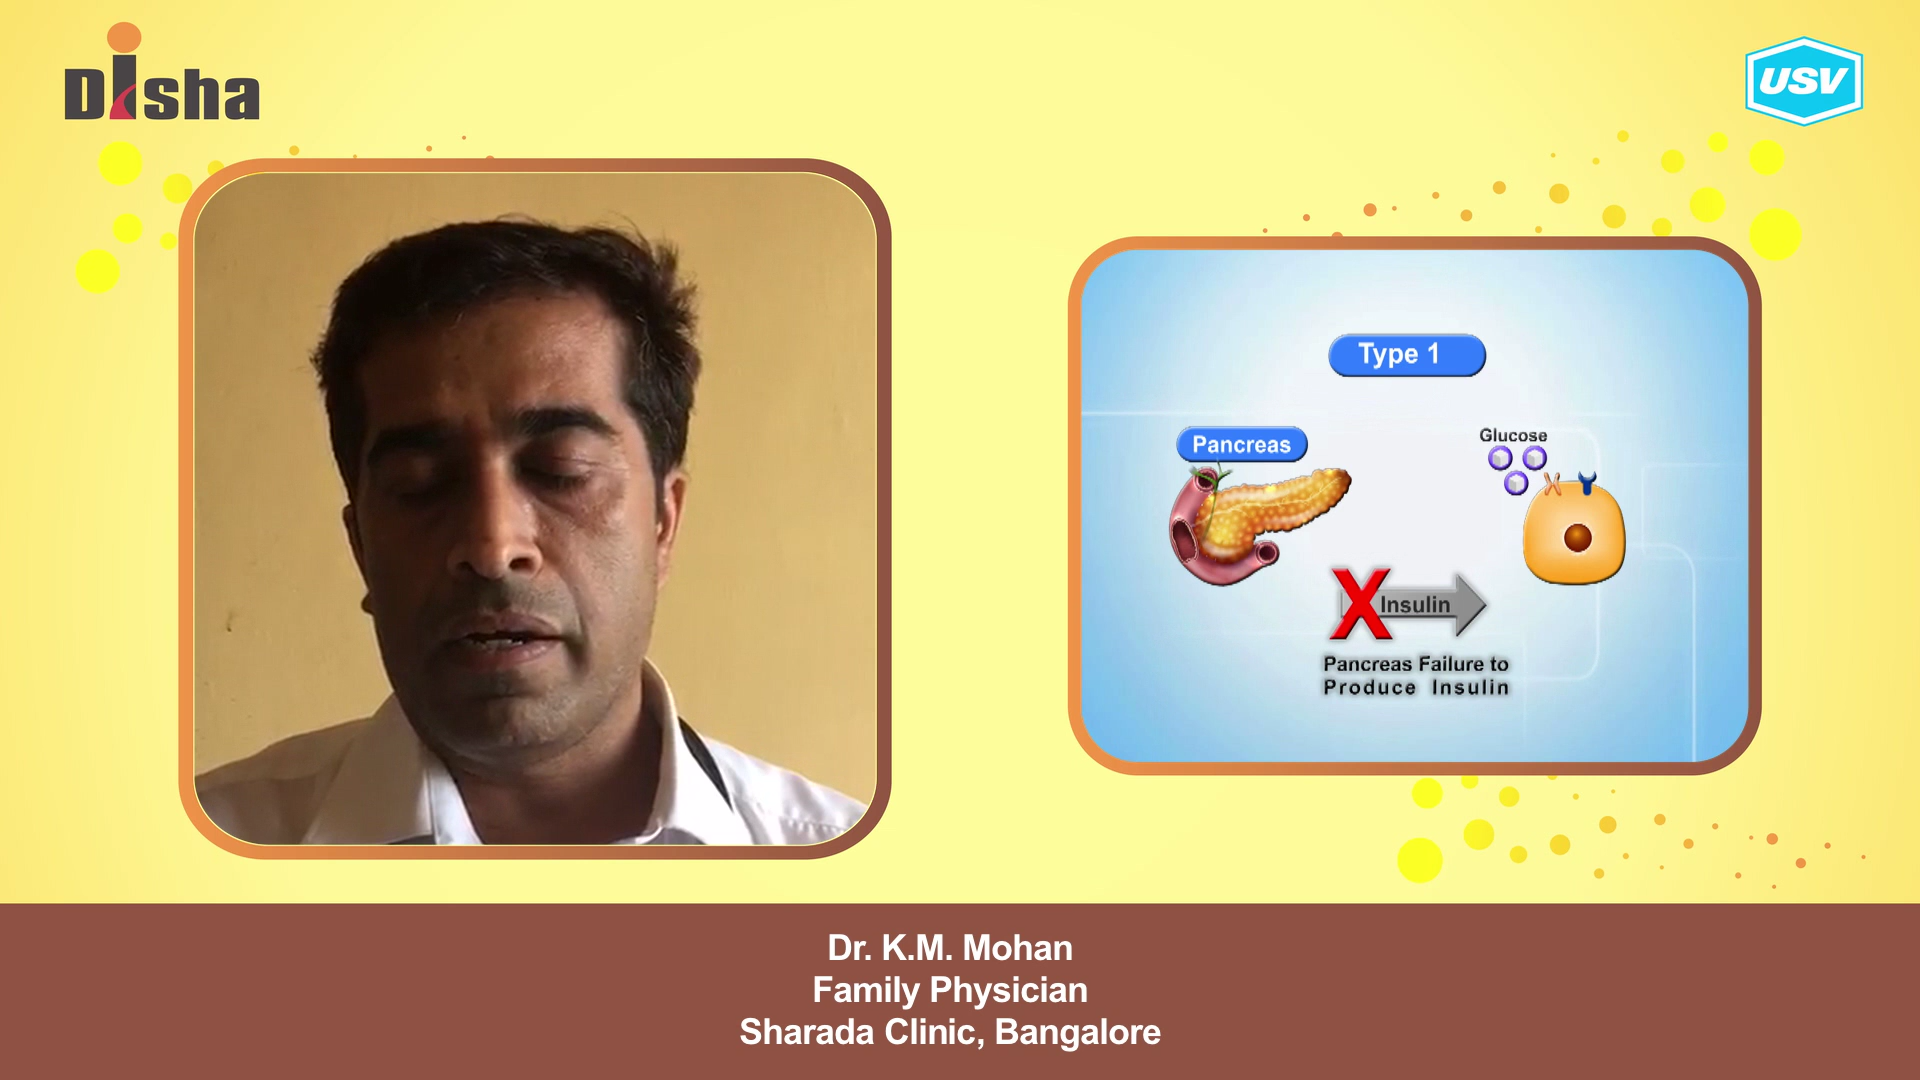 Disha
USV
Type 1
Pancreas
Glucose
Insulin
Pancreas Failure to
Produce Insulin
Dr. K.M. Mohan
Family Physician
Sharada Clinic, Bangalore